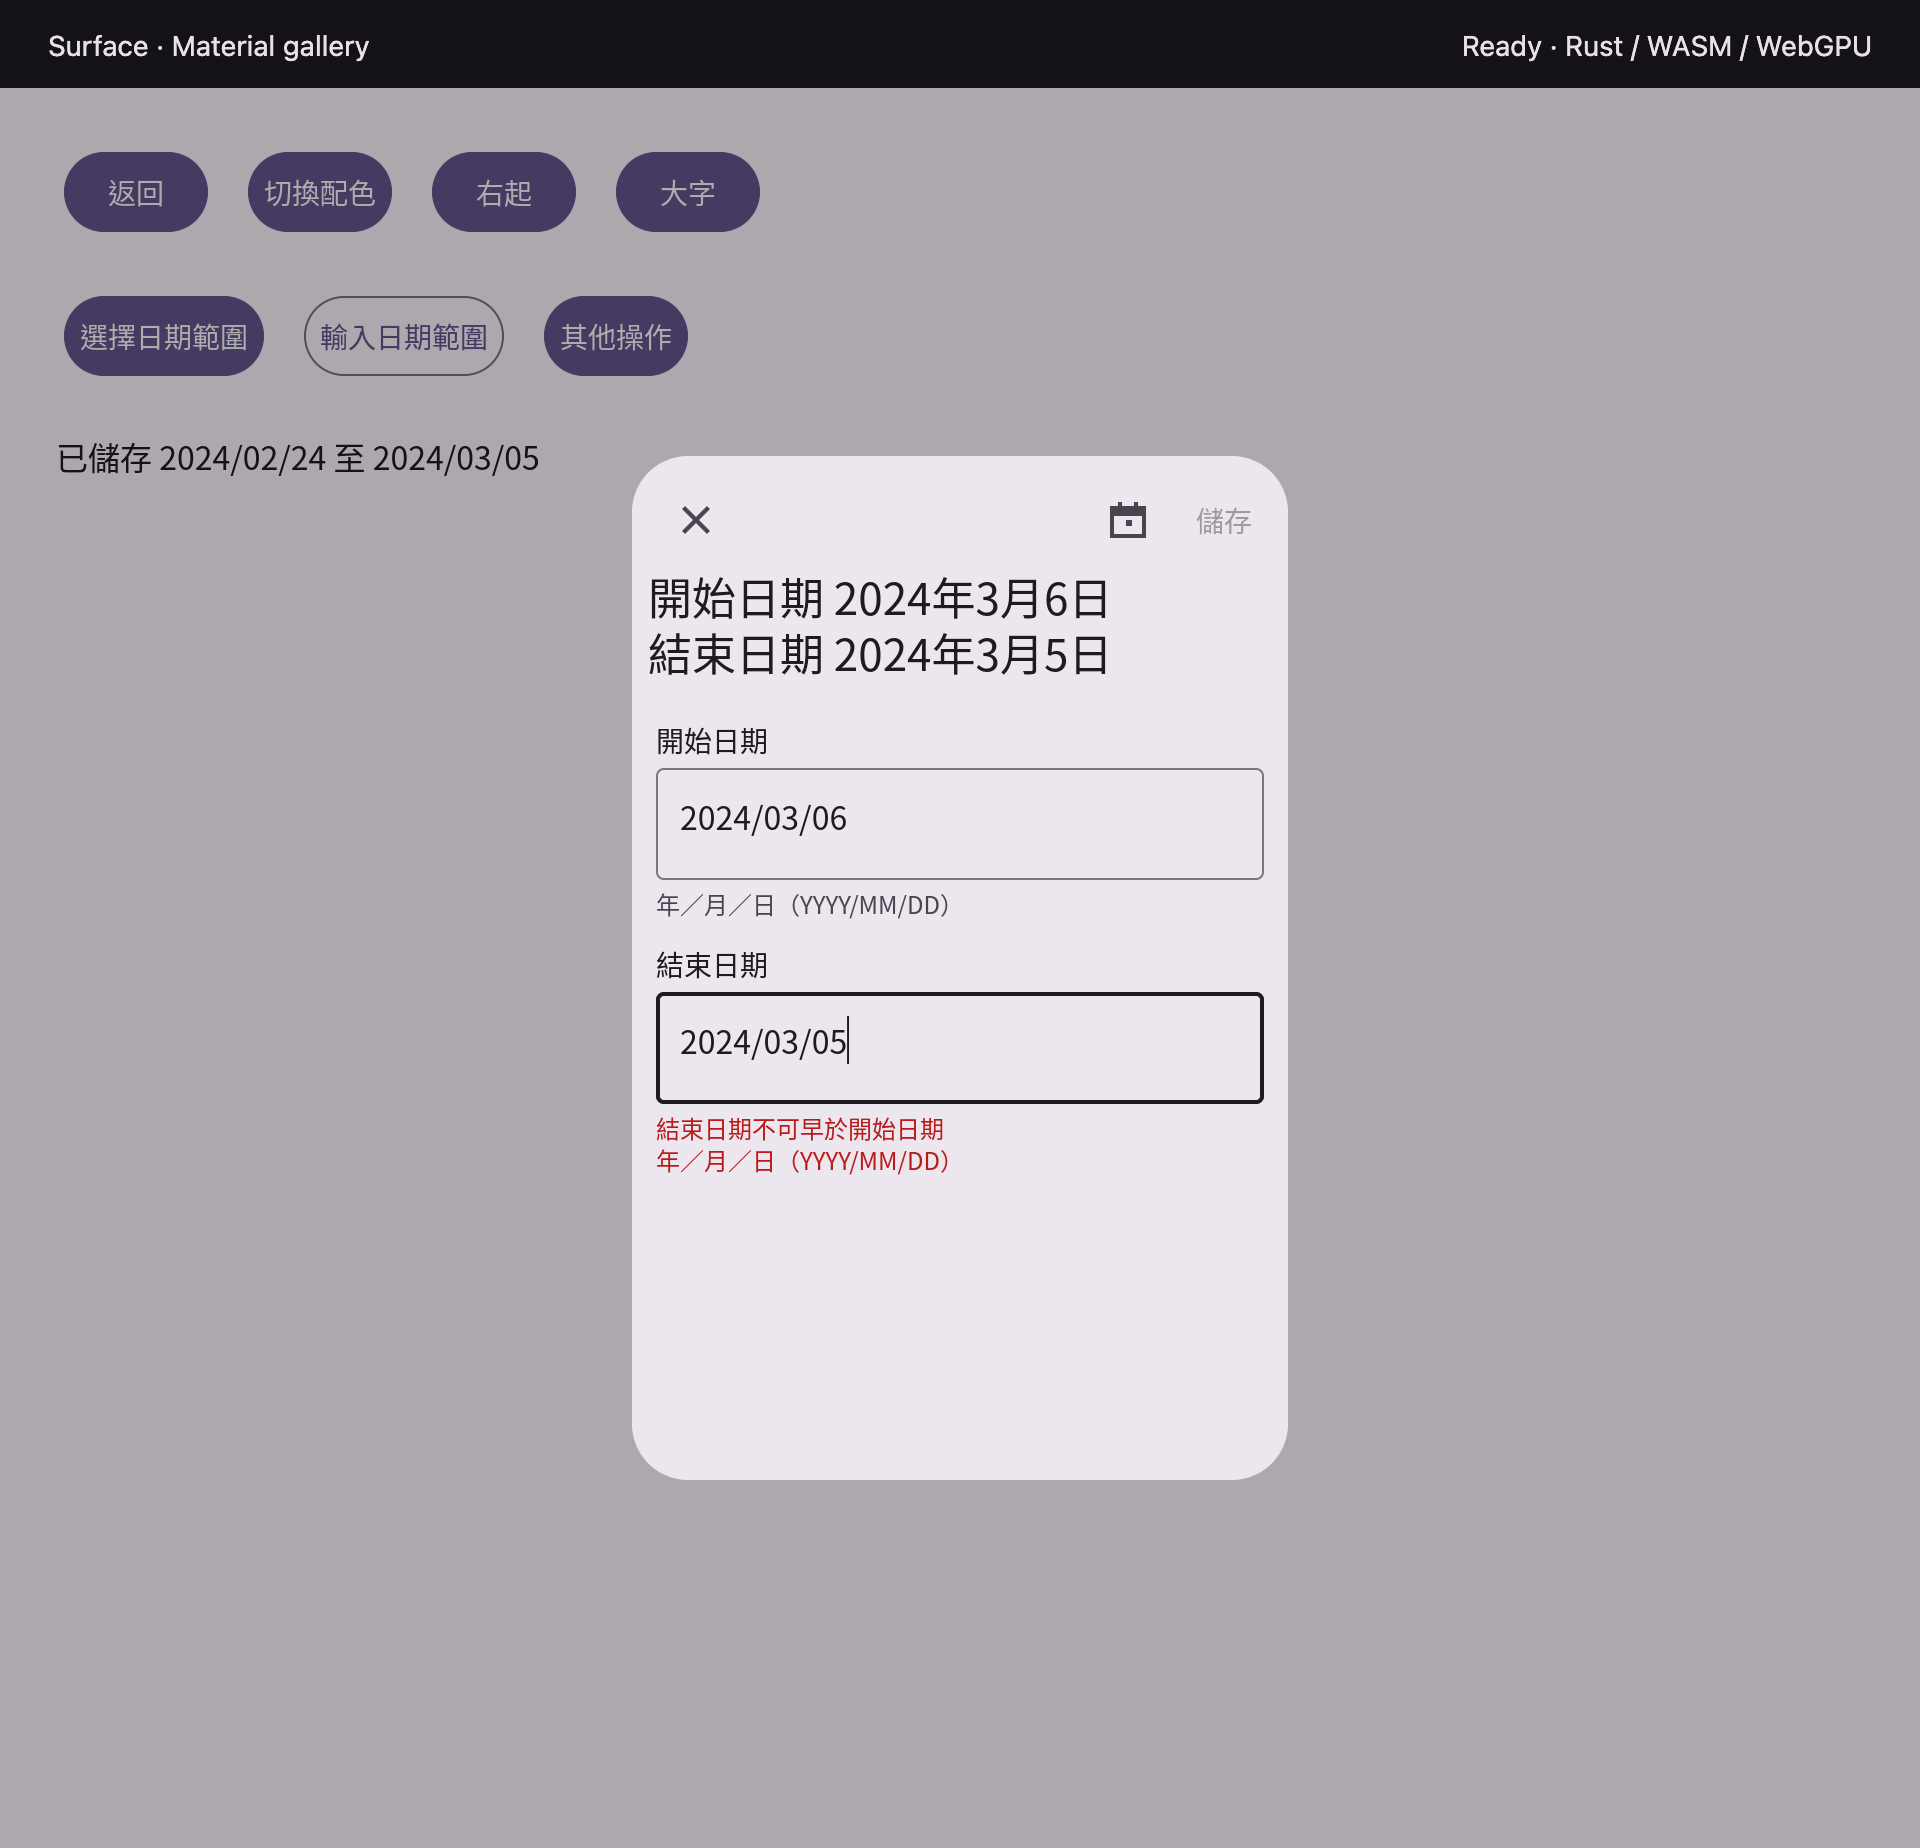 Surface · Material gallery
Ready · Rust / WASM / WebGPU
返回
切換配色
右起
大字
選擇日期範圍
輸入日期範圍
其他操作
已儲存 2024/02/24 至 2024/03/05
儲存
開始日期 2024年3月6日
結束日期 2024年3月5日
開始日期
2024/03/06
年／月／日（YYYY/MM/DD）
結束日期
2024/03/05
結束日期不可早於開始日期
年／月／日（YYYY/MM/DD）